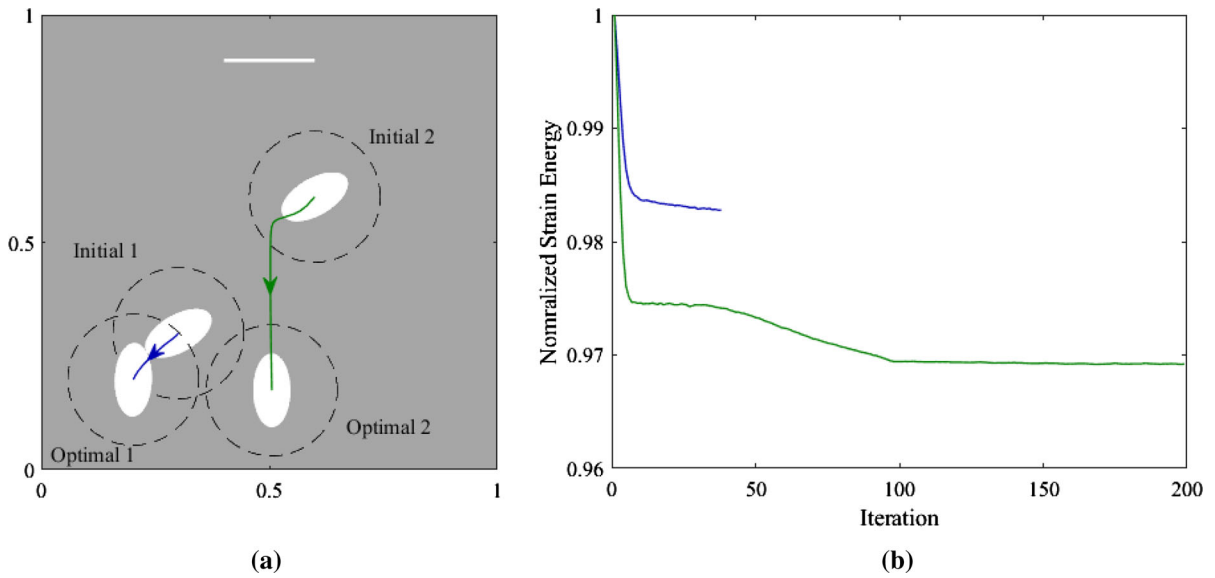 1
0.5
0
0
0.5
1
Initial 2
Initial 1
Optimal 1
Optimal 2
(a)
1
0.99
0.98
0.97
0.96
0
50
100
150
200
Nomralized Strain Energy
Iteration
(b)